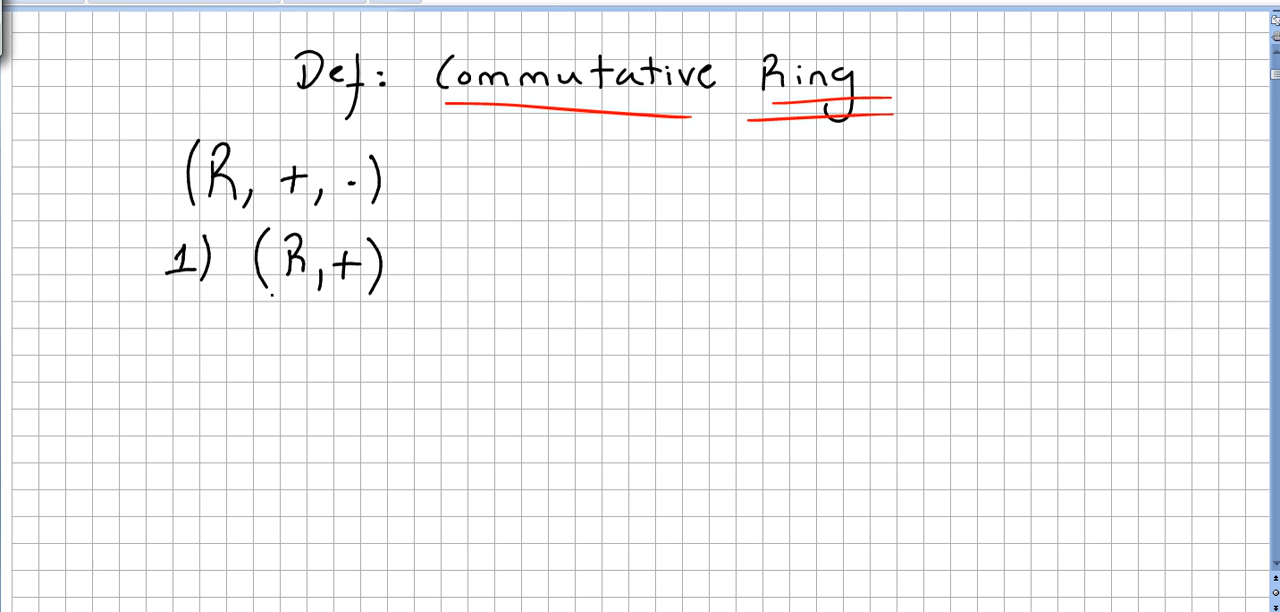 Def: Commutative Ring
(R, +, ·)
1) (R, +)